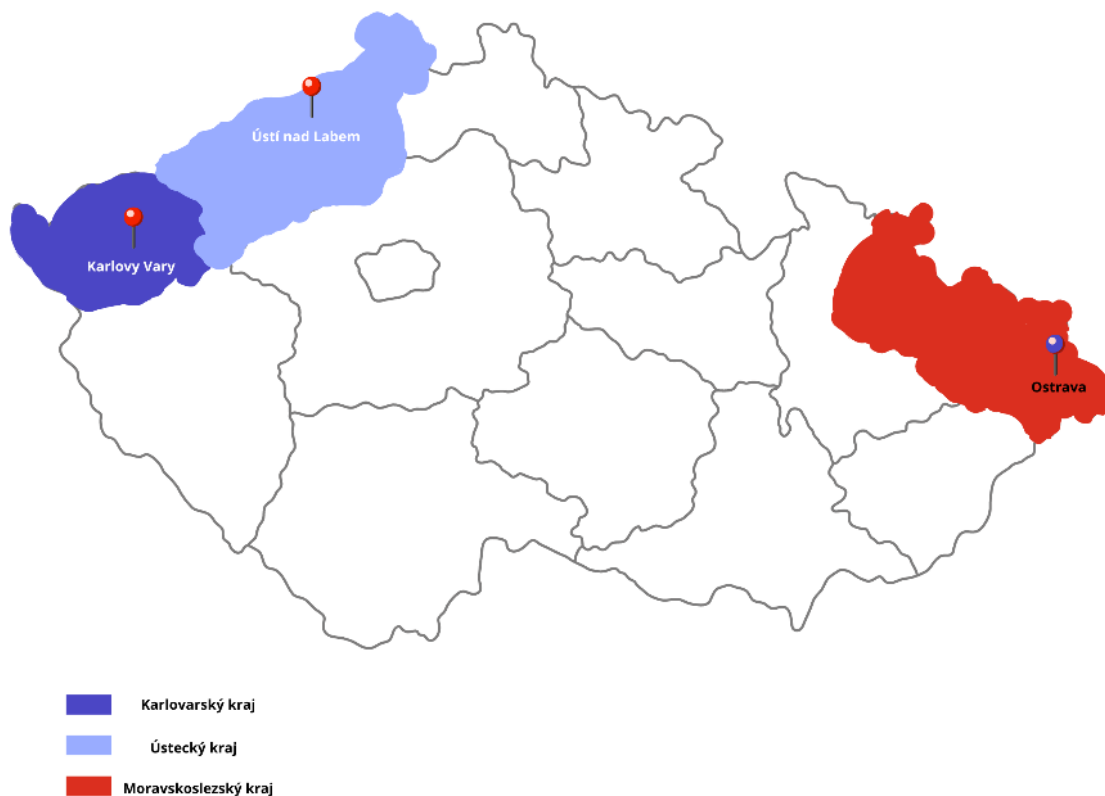 Ústí nad Labem
Karlovy Vary
Ostrava
Karlovarský kraj
Ústecký kraj
Moravskoslezský kraj